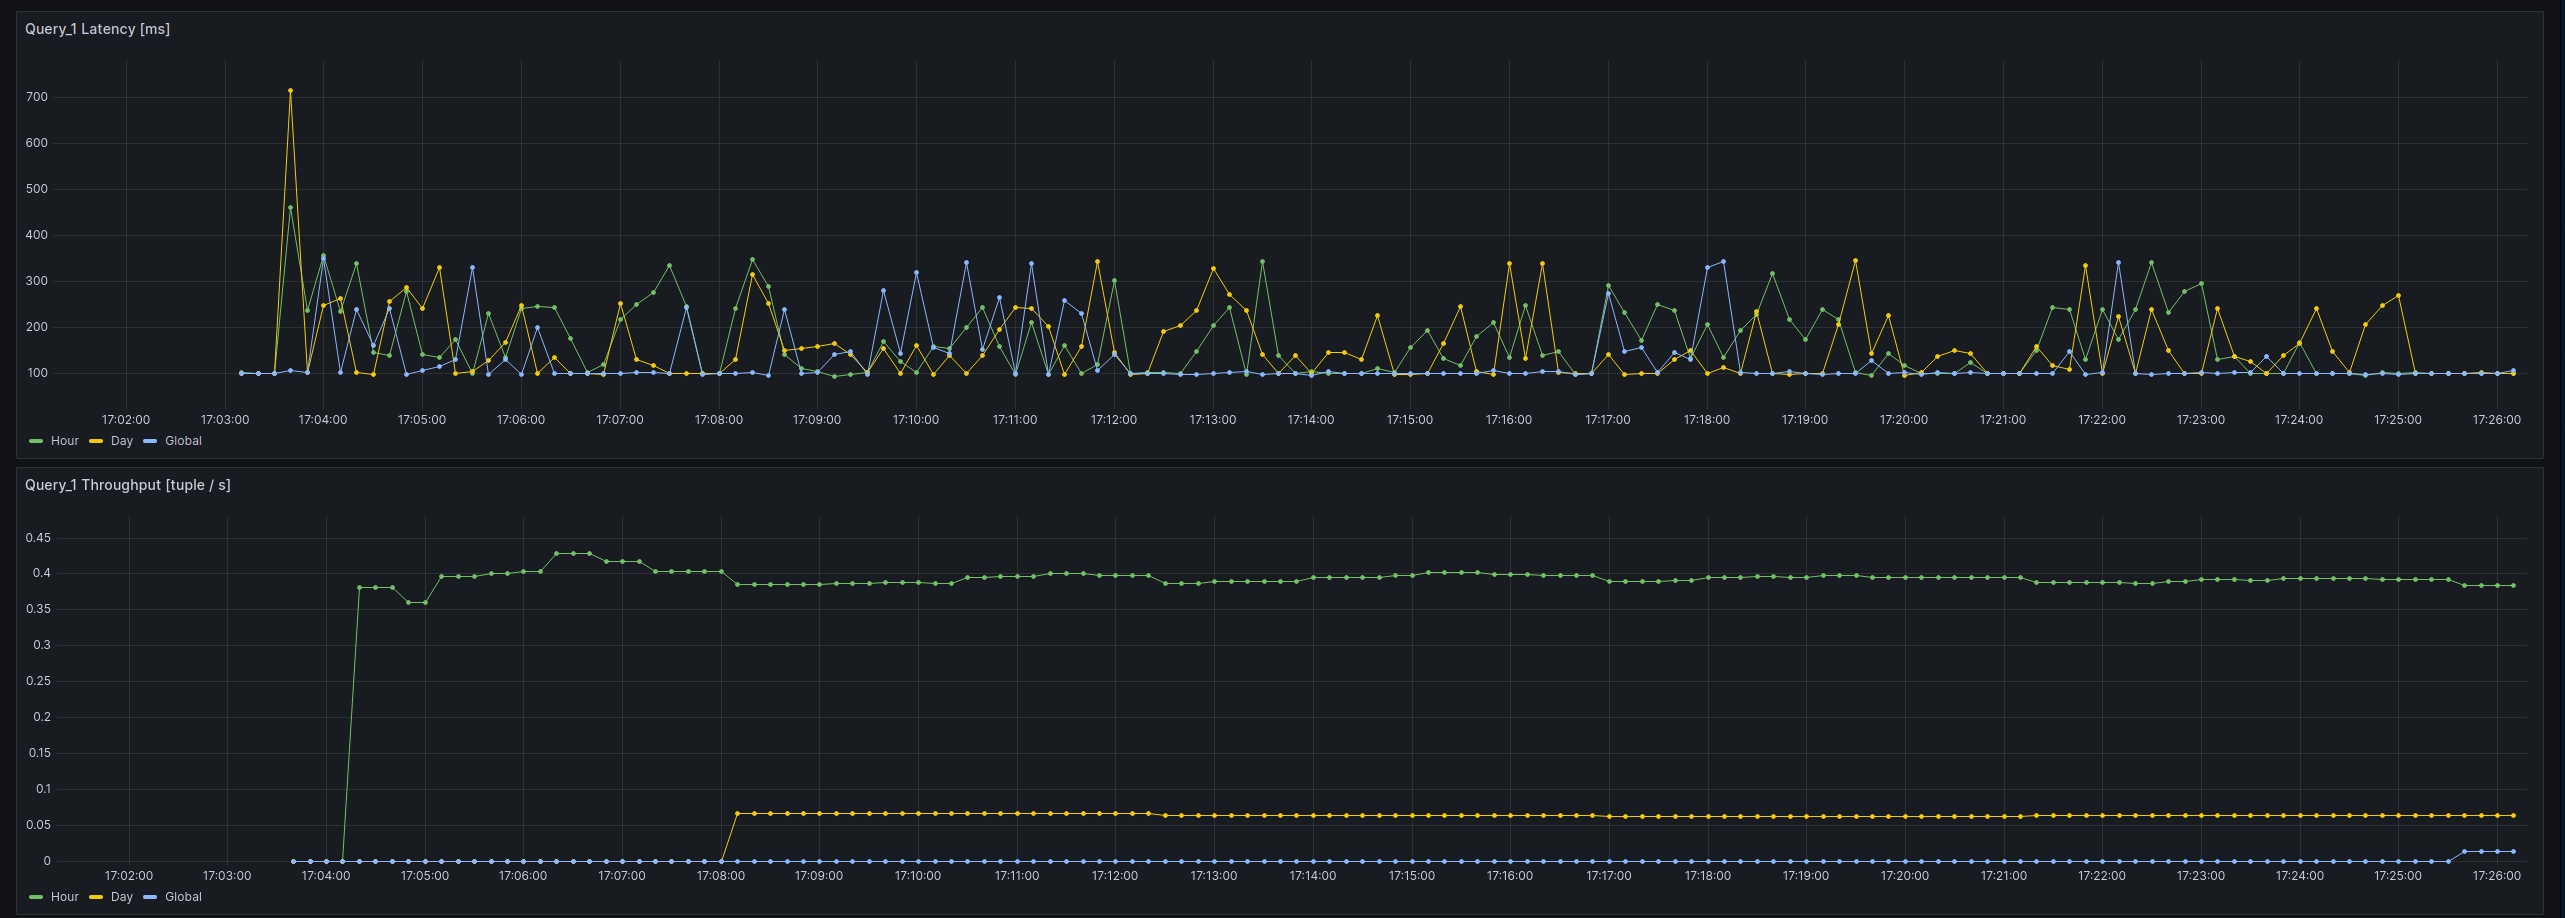 Query_1 Latency [ms]
700
600
500
400
300
200
100
17:02:00 17:03:00 17:04:00 17:05:00 17:06:00 17:07:00 17:08:00 17:09:00 17:10:00 17:11:00 17:12:00 17:13:00 17:14:00 17:15:00 17:16:00 17:17:00 17:18:00 17:19:00 17:20:00 17:21:00 17:22:00 17:23:00 17:24:00 17:25:00 17:26:00
Hour Day Global
Query_1 Throughput [tuple / s]
0.45
0.4
0.35
0.3
0.25
0.2
0.15
0.1
0.05
0
17:02:00 17:03:00 17:04:00 17:05:00 17:06:00 17:07:00 17:08:00 17:09:00 17:10:00 17:11:00 17:12:00 17:13:00 17:14:00 17:15:00 17:16:00 17:17:00 17:18:00 17:19:00 17:20:00 17:21:00 17:22:00 17:23:00 17:24:00 17:25:00 17:26:00
Hour Day Global